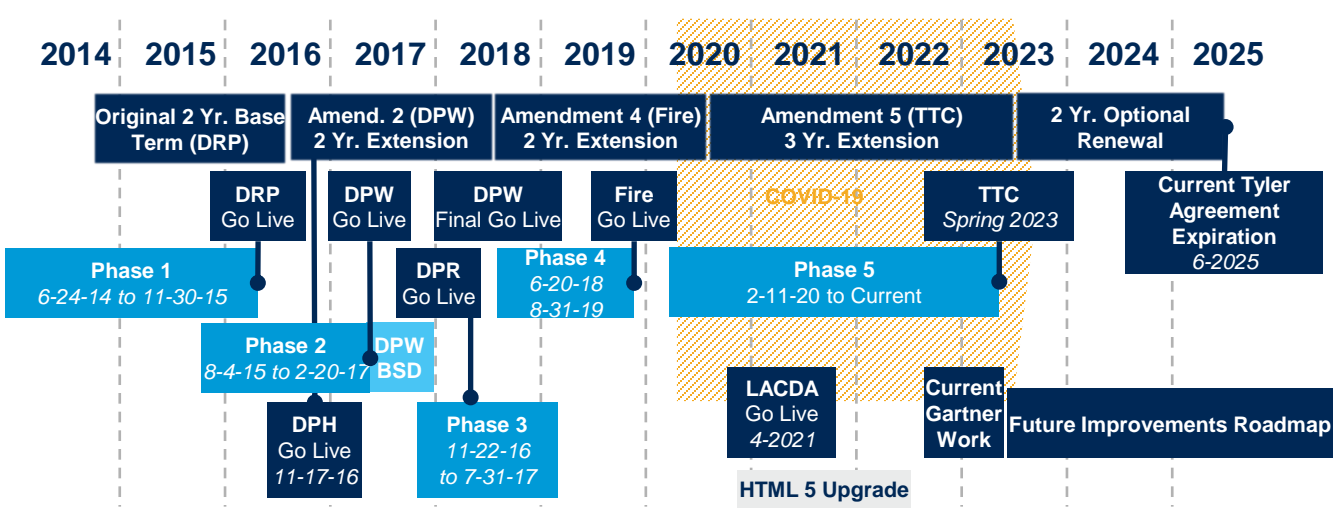 2014 2015 2016 2017 2018 2019 2020 2021 2022 2023 2024 2025
Original 2 Yr. Base
Term (DRP)
Amend. 2 (DPW)
2 Yr. Extension
Amendment 4 (Fire)
2 Yr. Extension
Amendment 5 (TTC)
3 Yr. Extension
2 Yr. Optional
Renewal
DRP
Go Live
DPW
Go Live
DPW
Final Go Live
Fire
Go Live
COVID-19
TTC
Spring 2023
Current Tyler
Agreement
Expiration
6-2025
Phase 1
6-24-14 to 11-30-15
DPR
Go Live
Phase 4
6-20-18
8-31-19
Phase 5
2-11-20 to Current
Phase 2
8-4-15 to 2-20-17
DPW
BSD
DPH
Go Live
11-17-16
Phase 3
11-22-16
to 7-31-17
LACDA
Go Live
4-2021
Current
Gartner
Work
Future Improvements Roadmap
HTML 5 Upgrade